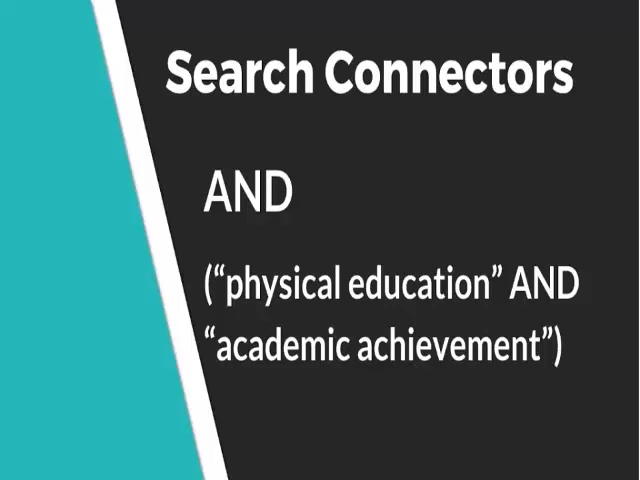 Search Connectors
AND
(“physical education” AND
“academic achievement”)